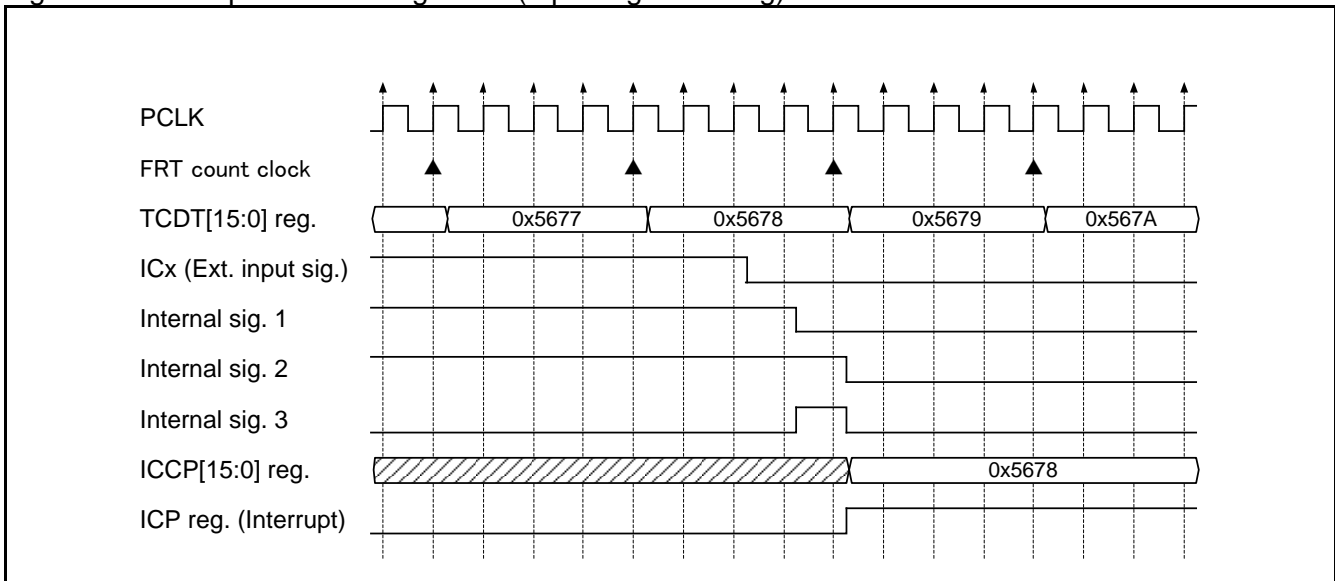 PCLK
FRT count clock
TCDT[15:0] reg. 0x5677 0x5678 0x5679 0x567A
ICx (Ext. input sig.)
Internal sig. 1
Internal sig. 2
Internal sig. 3
ICCP[15:0] reg. 0x5678
ICP reg. (Interrupt)